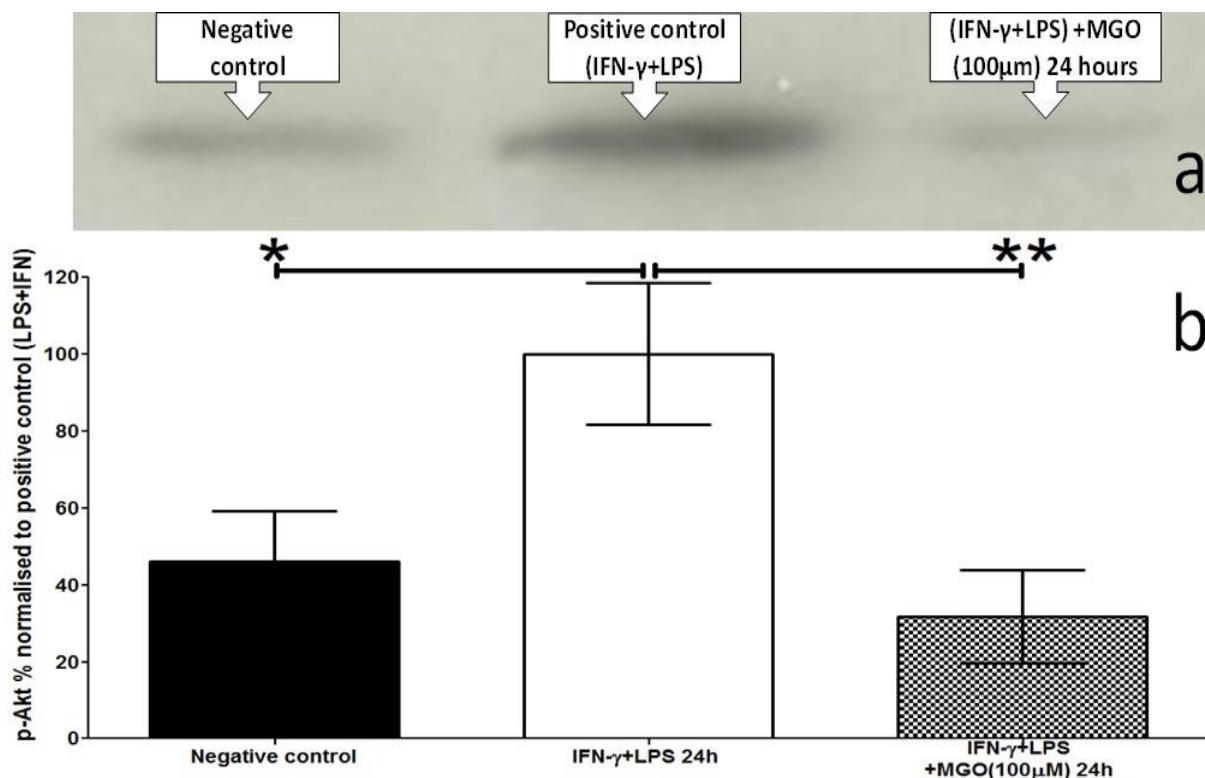 Negative
control
Positive control
(IFN-γ+LPS)
(IFN-γ+LPS) +MGO
(100μm) 24 hours
a
*
**
b
p-Akt % normalised to positive control (LPS+IFN)
120
100
80
60
40
20
0
Negative control
IFN-γ+LPS 24h
IFN-γ+LPS
+MGO(100μM) 24h